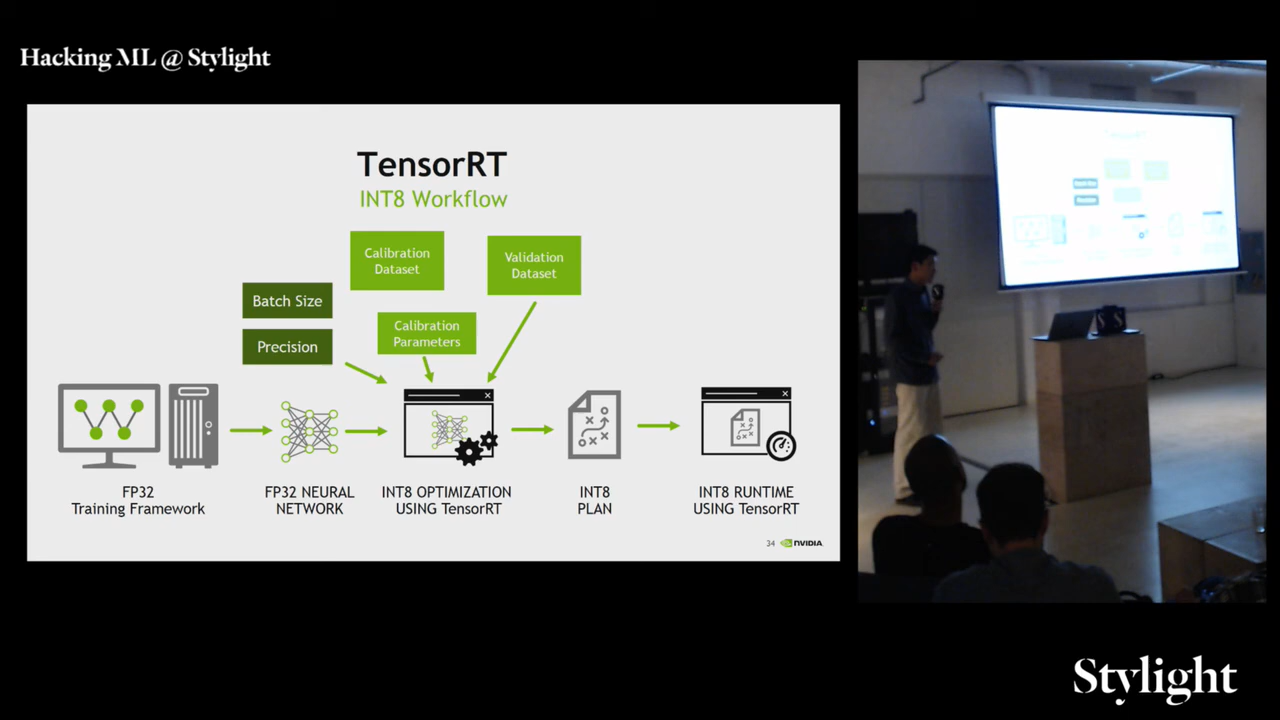 Hacking ML @ Stylight
TensorRT
INT8 Workflow
Calibration
Dataset
Validation
Dataset
Batch Size
Precision
Calibration
Parameters
FP32
Training Framework
FP32 NEURAL
NETWORK
INT8 OPTIMIZATION
USING TensorRT
INT8
PLAN
INT8 RUNTIME
USING TensorRT
34
NVIDIA
TensorRT
Stylight